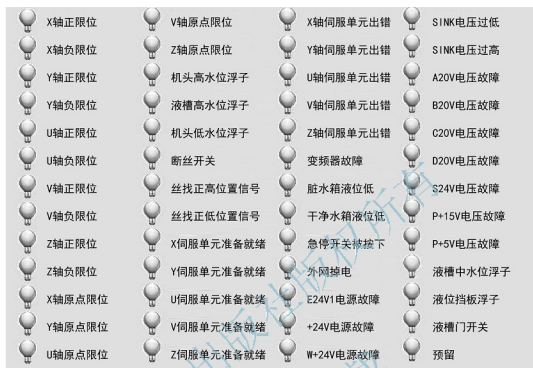 X轴正限位
X轴负限位
Y轴正限位
Y轴负限位
U轴正限位
U轴负限位
V轴正限位
V轴负限位
Z轴正限位
Z轴负限位
X轴原点限位
Y轴原点限位
U轴原点限位
V轴原点限位
Z轴原点限位
机头高水位浮子
液槽高水位浮子
机头低水位浮子
断丝开关
丝找正高位置信号
丝找正低位置信号
X伺服单元准备就绪
Y伺服单元准备就绪
U伺服单元准备就绪
V伺服单元准备就绪
Z伺服单元准备就绪
X轴伺服单元出错
Y轴伺服单元出错
U轴伺服单元出错
V轴伺服单元出错
Z轴伺服单元出错
变频器故障
脏水箱液位低
干净水箱液位低
急停开关被按下
外网掉电
E24V1电源故障
+24V电源故障
W+24V电源故障
SINK电压过低
SINK电压过高
A20V电压故障
B20V电压故障
C20V电压故障
D20V电压故障
S24V电压故障
P+15V电压故障
P+5V电压故障
液槽中水位浮子
液位挡板浮子
液槽门开关
预留
出版社版权所有